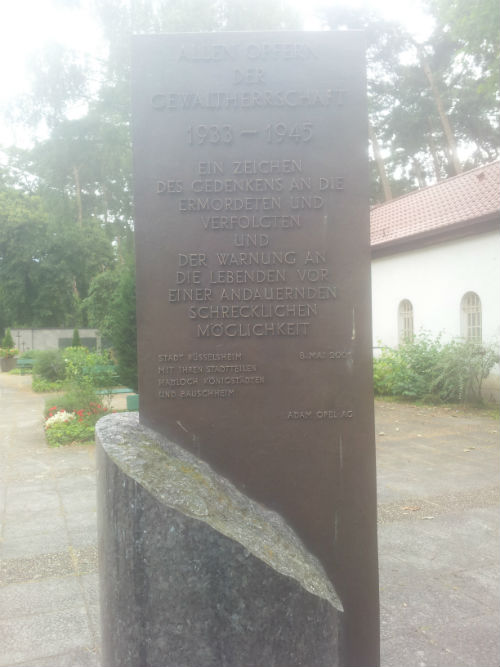 ALLEN OPFERN
DER
GEWALTHERRSCHAFT
1933 – 1945
EIN ZEICHEN
DES GEDENKENS AN DIE
ERMORDETEN UND
VERFOLGTEN
UND
DER WARNUNG AN
DIE LEBENDEN VOR
EINER ANDAUERNDEN
SCHRECKLICHEN
MÖGLICHKEIT
STADT RÜSSELSHEIM 8. MAI
MIT IHREN STADTTEILEN
HASSLOCH KÖNIGSTÄDTEN
UND BAUSCHHEIM
ADAM OPEL AG